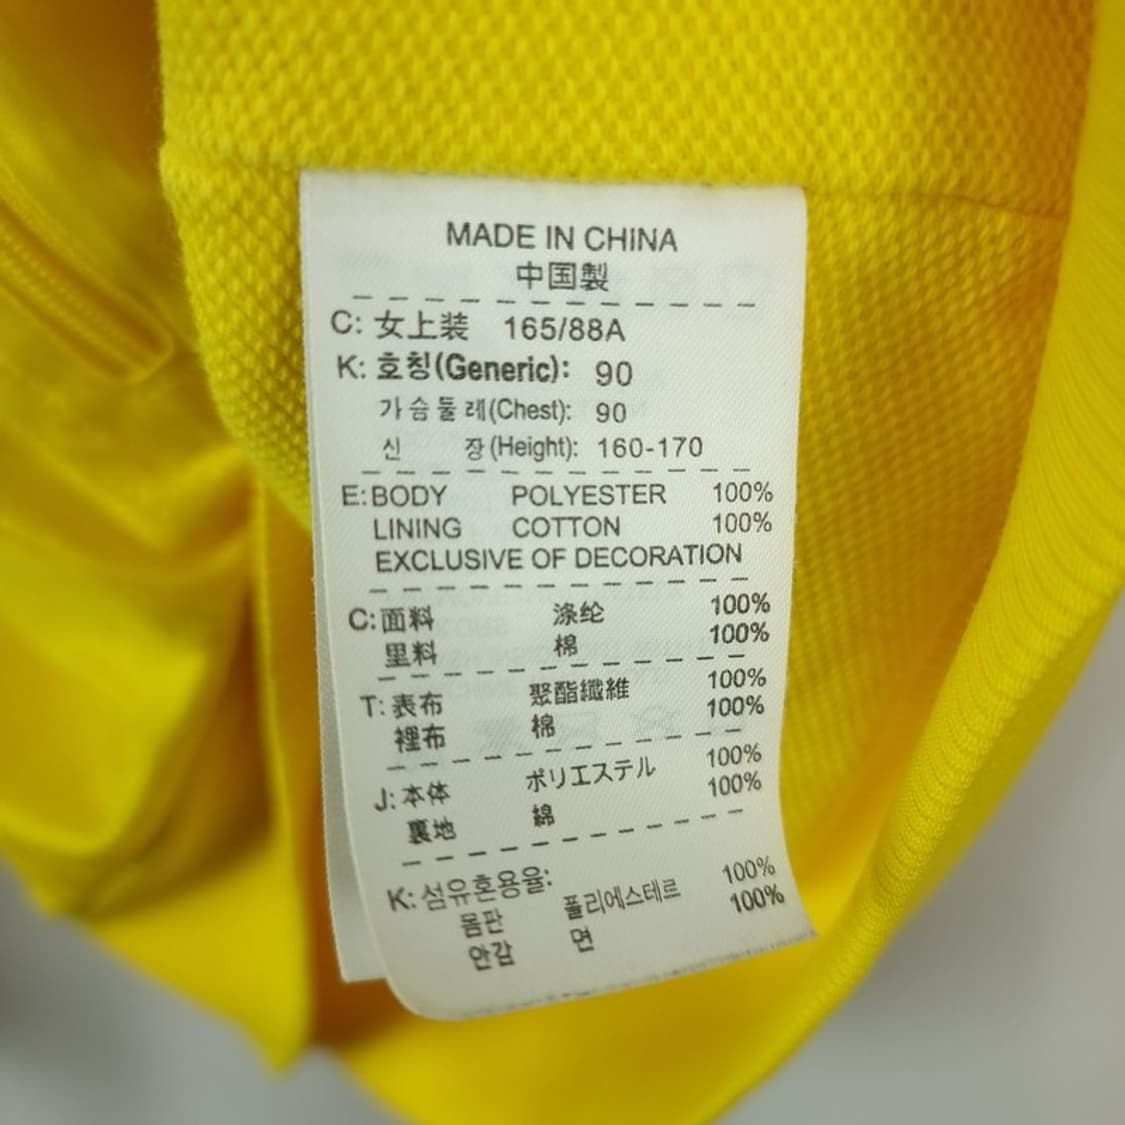 MADE IN CHINA
中国製
C: 女上装 165/88A
K: 호칭(Generic): 90
가슴둘레(Chest): 90
신 장(Height): 160-170
E: BODY POLYESTER 100%
LINING COTTON 100%
EXCLUSIVE OF DECORATION
C: 面料 涤纶 100%
里料 棉 100%
T: 表布 聚酯纖維 100%
裡布 棉 100%
J: 本体 ポリエステル 100%
裏地 綿 100%
K: 섬유혼용율:
몸판 폴리에스테르 100%
안감 면 100%